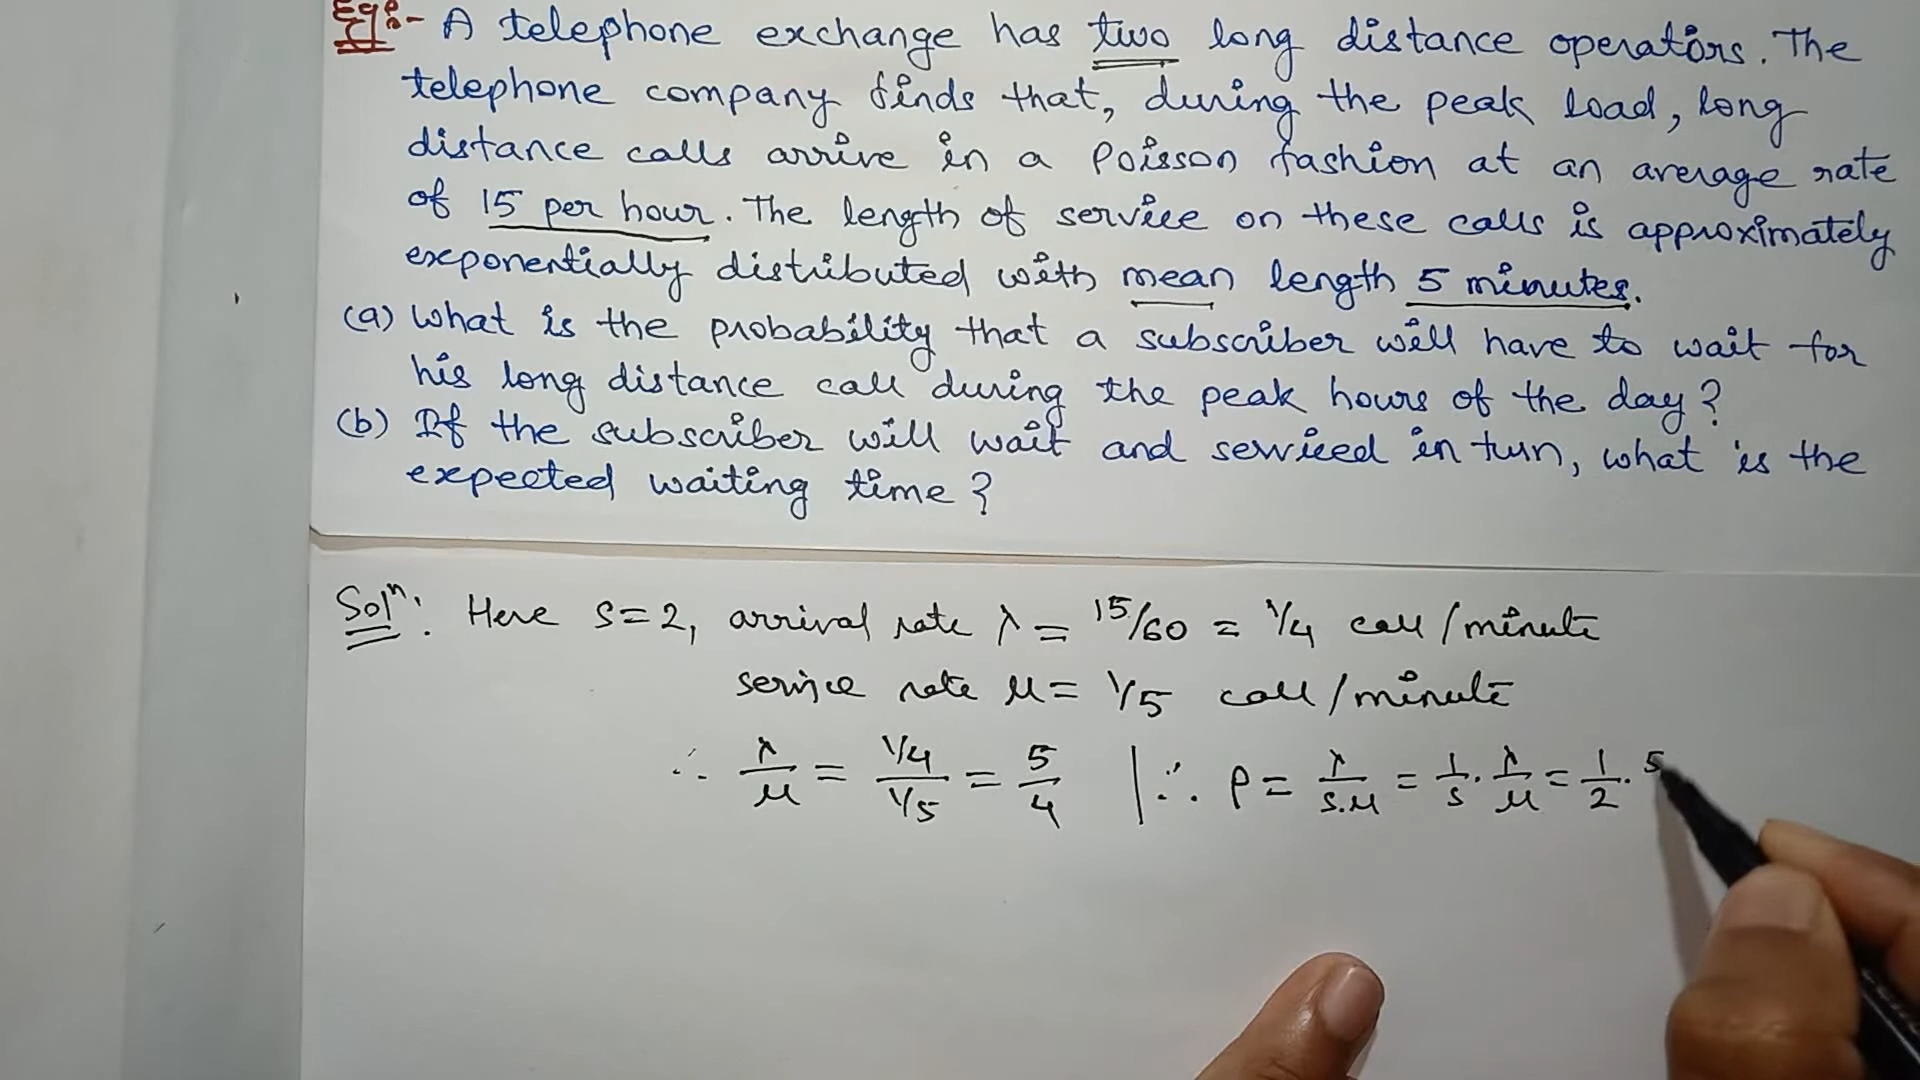 Eg:- A telephone exchange has two long distance operators. The
telephone company finds that, during the peak load, long
distance calls arrive in a Poisson fashion at an average rate
of 15 per hour. The length of service on these calls is approximately
exponentially distributed with mean length 5 minutes.
(a) What is the probability that a subscriber will have to wait for
his long distance call during the peak hours of the day?
(b) If the subscriber will wait and serviced in turn, what is the
expected waiting time?
Solⁿ: Here s=2, arrival rate λ = 15/60 = 1/4 call/minute
service rate μ = 1/5 call/minute
∴ λ/μ = (1/4)/(1/5) = 5/4 | ∴ ρ = λ/s.μ = 1/s . λ/μ = 1/2 . 5